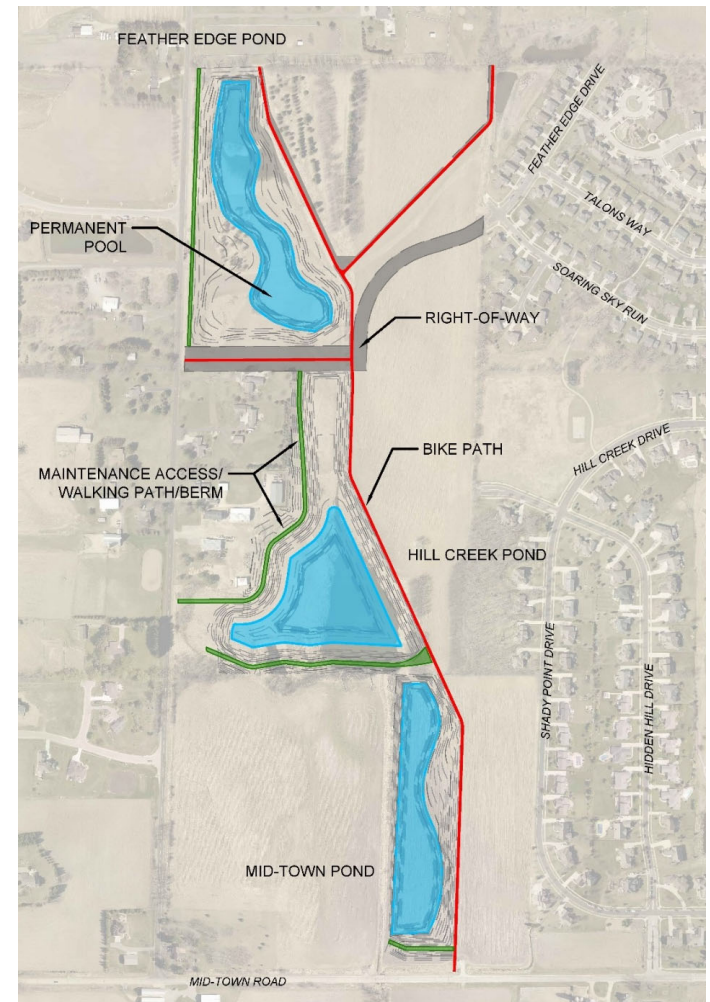 FEATHER EDGE POND
FEATHER EDGE DRIVE
TALONS WAY
PERMANENT
POOL
SOARING SKY RUN
RIGHT-OF-WAY
HILL CREEK DRIVE
BIKE PATH
MAINTENANCE ACCESS/
WALKING PATH/BERM
HILL CREEK POND
SHADY POINT DRIVE
HIDDEN HILL DRIVE
MID-TOWN POND
MID-TOWN ROAD